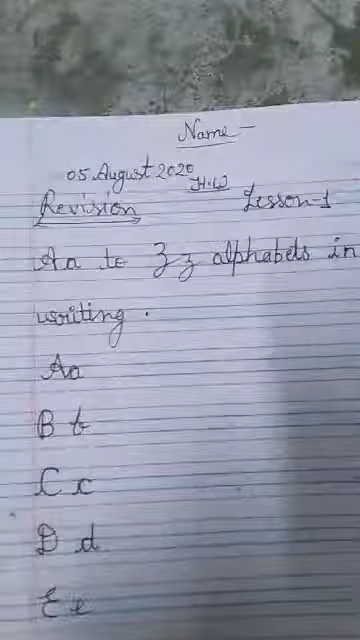 Name -
05 August 2020
H.W
Revision Lesson-1
Aa to Zz alphabets in
writing .
Aa
B b
C c
D d
E e